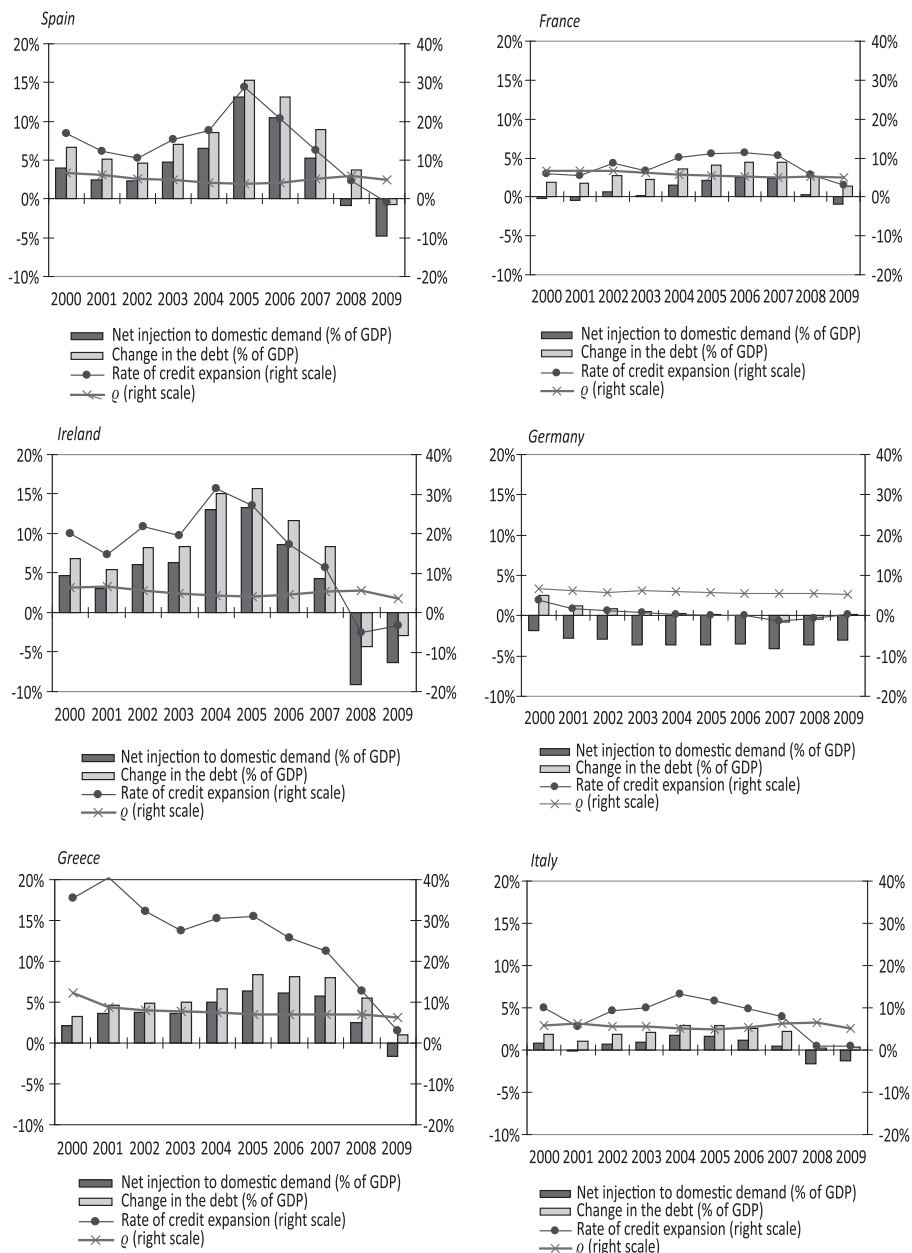 Spain
20%
15%
10%
5%
0%
-5%
-10%
40%
30%
20%
10%
0%
-10%
-20%
2000 2001 2002 2003 2004 2005 2006 2007 2008 2009
Net injection to domestic demand (% of GDP)
Change in the debt (% of GDP)
Rate of credit expansion (right scale)
ϱ (right scale)
France
20%
15%
10%
5%
0%
-5%
-10%
40%
30%
20%
10%
0%
-10%
-20%
2000 2001 2002 2003 2004 2005 2006 2007 2008 2009
Net injection to domestic demand (% of GDP)
Change in the debt (% of GDP)
Rate of credit expansion (right scale)
ϱ (right scale)
Ireland
20%
15%
10%
5%
0%
-5%
-10%
40%
30%
20%
10%
0%
-10%
-20%
2000 2001 2002 2003 2004 2005 2006 2007 2008 2009
Net injection to domestic demand (% of GDP)
Change in the debt (% of GDP)
Rate of credit expansion (right scale)
ϱ (right scale)
Germany
20%
15%
10%
5%
0%
-5%
-10%
40%
30%
20%
10%
0%
-10%
-20%
2000 2001 2002 2003 2004 2005 2006 2007 2008 2009
Net injection to domestic demand (% of GDP)
Change in the debt (% of GDP)
Rate of credit expansion (right scale)
ϱ (right scale)
Greece
20%
15%
10%
5%
0%
-5%
-10%
40%
30%
20%
10%
0%
-10%
-20%
2000 2001 2002 2003 2004 2005 2006 2007 2008 2009
Net injection to domestic demand (% of GDP)
Change in the debt (% of GDP)
Rate of credit expansion (right scale)
ϱ (right scale)
Italy
20%
15%
10%
5%
0%
-5%
-10%
40%
30%
20%
10%
0%
-10%
-20%
2000 2001 2002 2003 2004 2005 2006 2007 2008 2009
Net injection to domestic demand (% of GDP)
Change in the debt (% of GDP)
Rate of credit expansion (right scale)
ϱ (right scale)